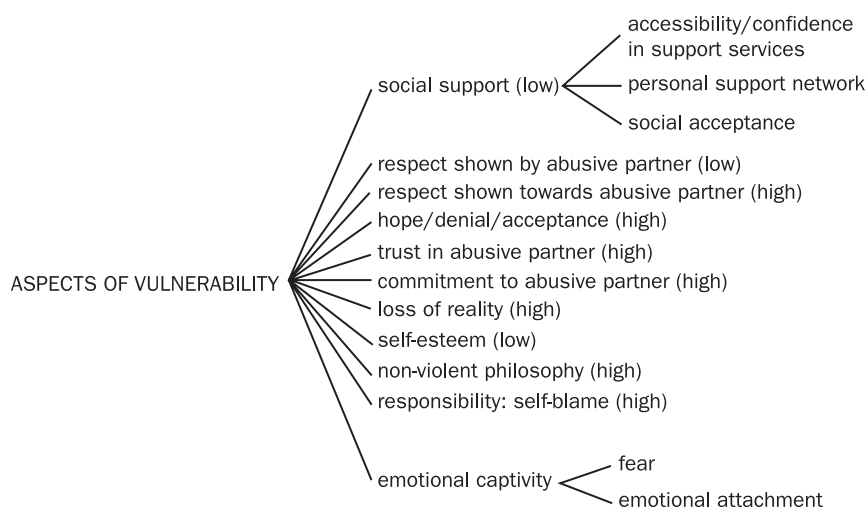 accessibility/confidence
in support services
social support (low)
personal support network
social acceptance
respect shown by abusive partner (low)
respect shown towards abusive partner (high)
hope/denial/acceptance (high)
trust in abusive partner (high)
ASPECTS OF VULNERABILITY
commitment to abusive partner (high)
loss of reality (high)
self-esteem (low)
non-violent philosophy (high)
responsibility: self-blame (high)
emotional captivity
fear
emotional attachment